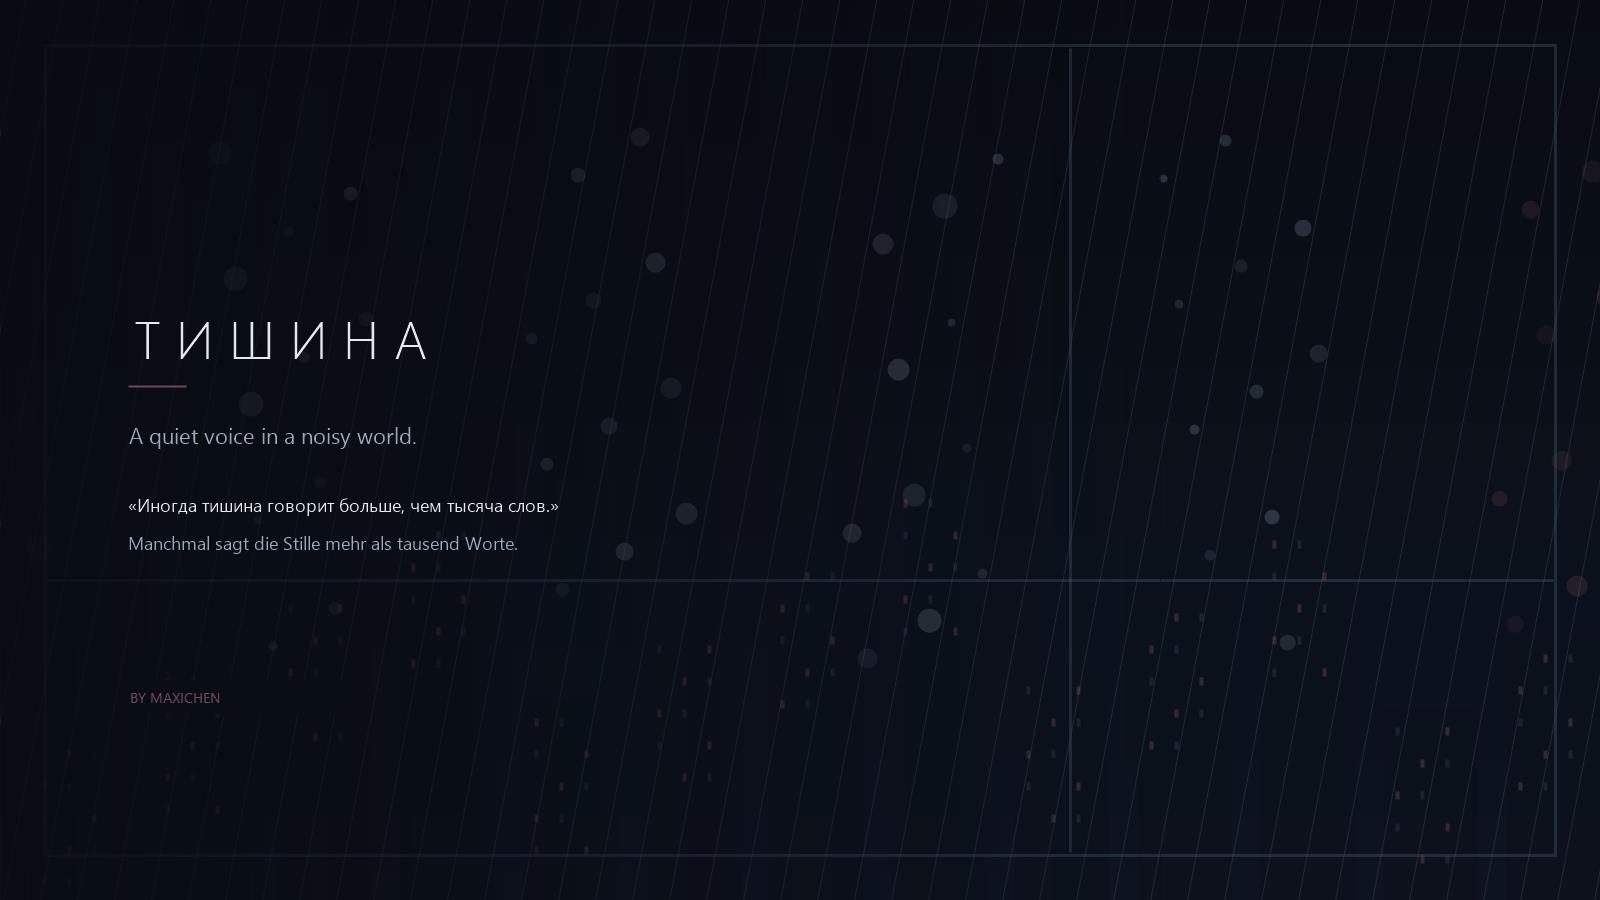 ТИШИНА
A quiet voice in a noisy world.
«Иногда тишина говорит больше, чем тысяча слов.»
Manchmal sagt die Stille mehr als tausend Worte.
BY MAXICHEN